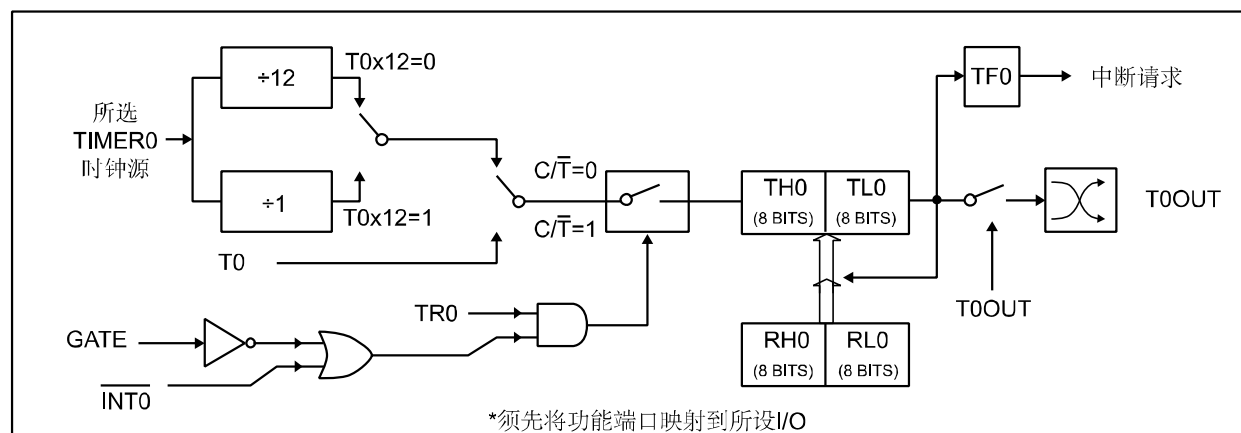 ÷12
T0x12=0
所选
TIMER0
时钟源
÷1
T0x12=1
T0
C/T̅=0
C/T̅=1
TH0
(8 BITS)
TL0
(8 BITS)
TF0
中断请求
T0OUT
T0OUT
TR0
GATE
I̅N̅T̅0̅
RH0
(8 BITS)
RL0
(8 BITS)
*须先将功能端口映射到所设I/O